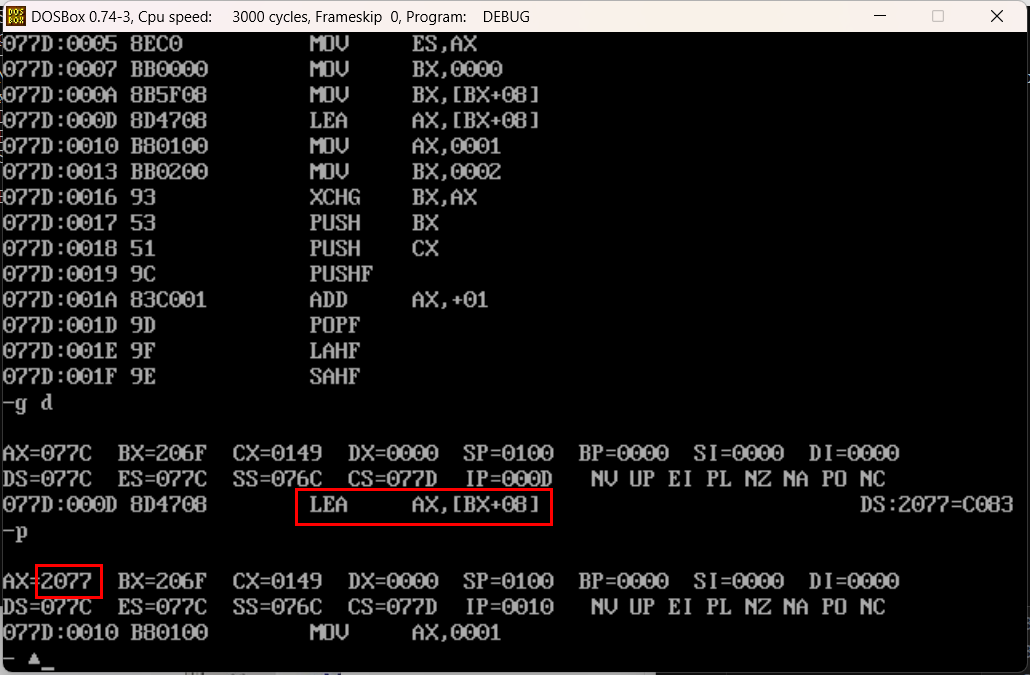 DOS BOX DOSBox 0.74-3, Cpu speed: 3000 cycles, Frameskip 0, Program: DEBUG
077D:0005 8EC0 MOV ES,AX
077D:0007 BB0000 MOV BX,0000
077D:000A 8B5F08 MOV BX,[BX+08]
077D:000D 8D4708 LEA AX,[BX+08]
077D:0010 B80100 MOV AX,0001
077D:0013 BB0200 MOV BX,0002
077D:0016 93 XCHG BX,AX
077D:0017 53 PUSH BX
077D:0018 51 PUSH CX
077D:0019 9C PUSHF
077D:001A 83C001 ADD AX,+01
077D:001D 9D POPF
077D:001E 9F LAHF
077D:001F 9E SAHF
-g d
AX=077C BX=206F CX=0149 DX=0000 SP=0100 BP=0000 SI=0000 DI=0000
DS=077C ES=077C SS=076C CS=077D IP=000D NV UP EI PL NZ NA PO NC
077D:000D 8D4708 LEA AX,[BX+08] DS:2077=C083
-p
AX=2077 BX=206F CX=0149 DX=0000 SP=0100 BP=0000 SI=0000 DI=0000
DS=077C ES=077C SS=076C CS=077D IP=0010 NV UP EI PL NZ NA PO NC
077D:0010 B80100 MOV AX,0001
- ▲_